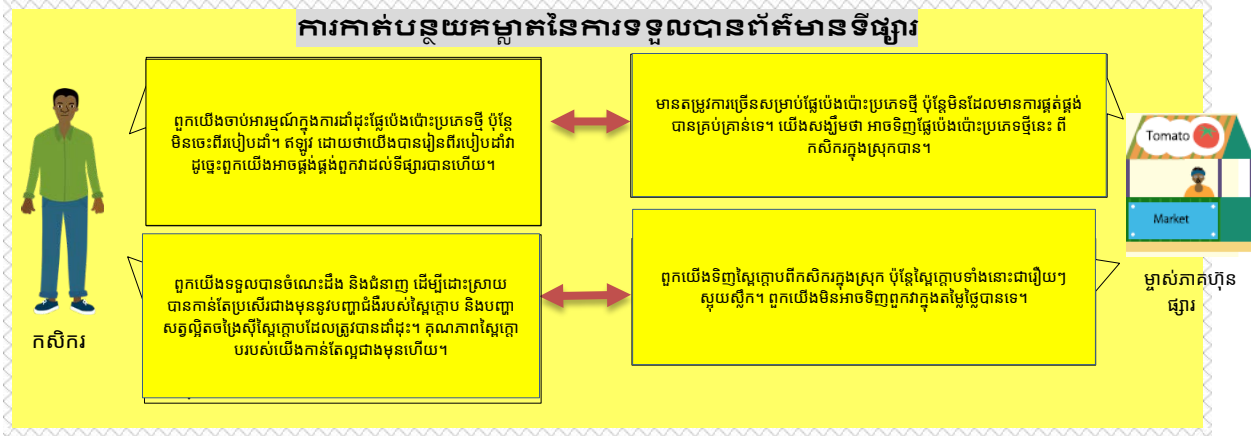 ការកាត់បន្ថយគម្លាតនៃការទទួលបានព័ត៌មានទីផ្សារ
ពួកយើងចាប់អារម្មណ៍ក្នុងការដាំដុះផ្លែប៉េងប៉ោះប្រភេទថ្មី ប៉ុន្តែ
មិនចេះពីរបៀបដាំ។ ឥឡូវ ដោយថាយើងបានរៀនពីរបៀបដាំវា
ដូច្នេះពួកយើងអាចផ្គង់ផ្គង់ពួកវាដល់ទីផ្សារបានហើយ។
មានតម្រូវការច្រើនសម្រាប់ផ្លែប៉េងប៉ោះប្រភេទថ្មី ប៉ុន្តែមិនដែលមានការផ្គត់ផ្គង់
បានគ្រប់គ្រាន់ទេ។ យើងសង្ឃឹមថា អាចទិញផ្លែប៉េងប៉ោះប្រភេទថ្មីនេះ ពី
កសិករក្នុងស្រុកបាន។
ពួកយើងទទួលបានចំណេះដឹង និងជំនាញ ដើម្បីដោះស្រាយ
បានកាន់តែប្រសើរជាងមុននូវបញ្ហាជំងឺរបស់ស្ពៃក្តោប និងបញ្ហា
សត្វល្អិតចង្រៃស៊ីស្ពៃក្តោបដែលត្រូវបានដាំដុះ។ គុណភាពស្ពៃក្តោ
បរបស់យើងកាន់តែល្អជាងមុនហើយ។
ពួកយើងទិញស្ពៃក្តោបពីកសិករក្នុងស្រុក ប៉ុន្តែស្ពៃក្តោបទាំងនោះជារឿយៗ
ស្អុយស្លឹក។ ពួកយើងមិនអាចទិញពួកវាក្នុងតម្លៃថ្លៃបានទេ។
កសិករ
Tomato
Market
ម្ចាស់ភាគហ៊ុន
ផ្សារ